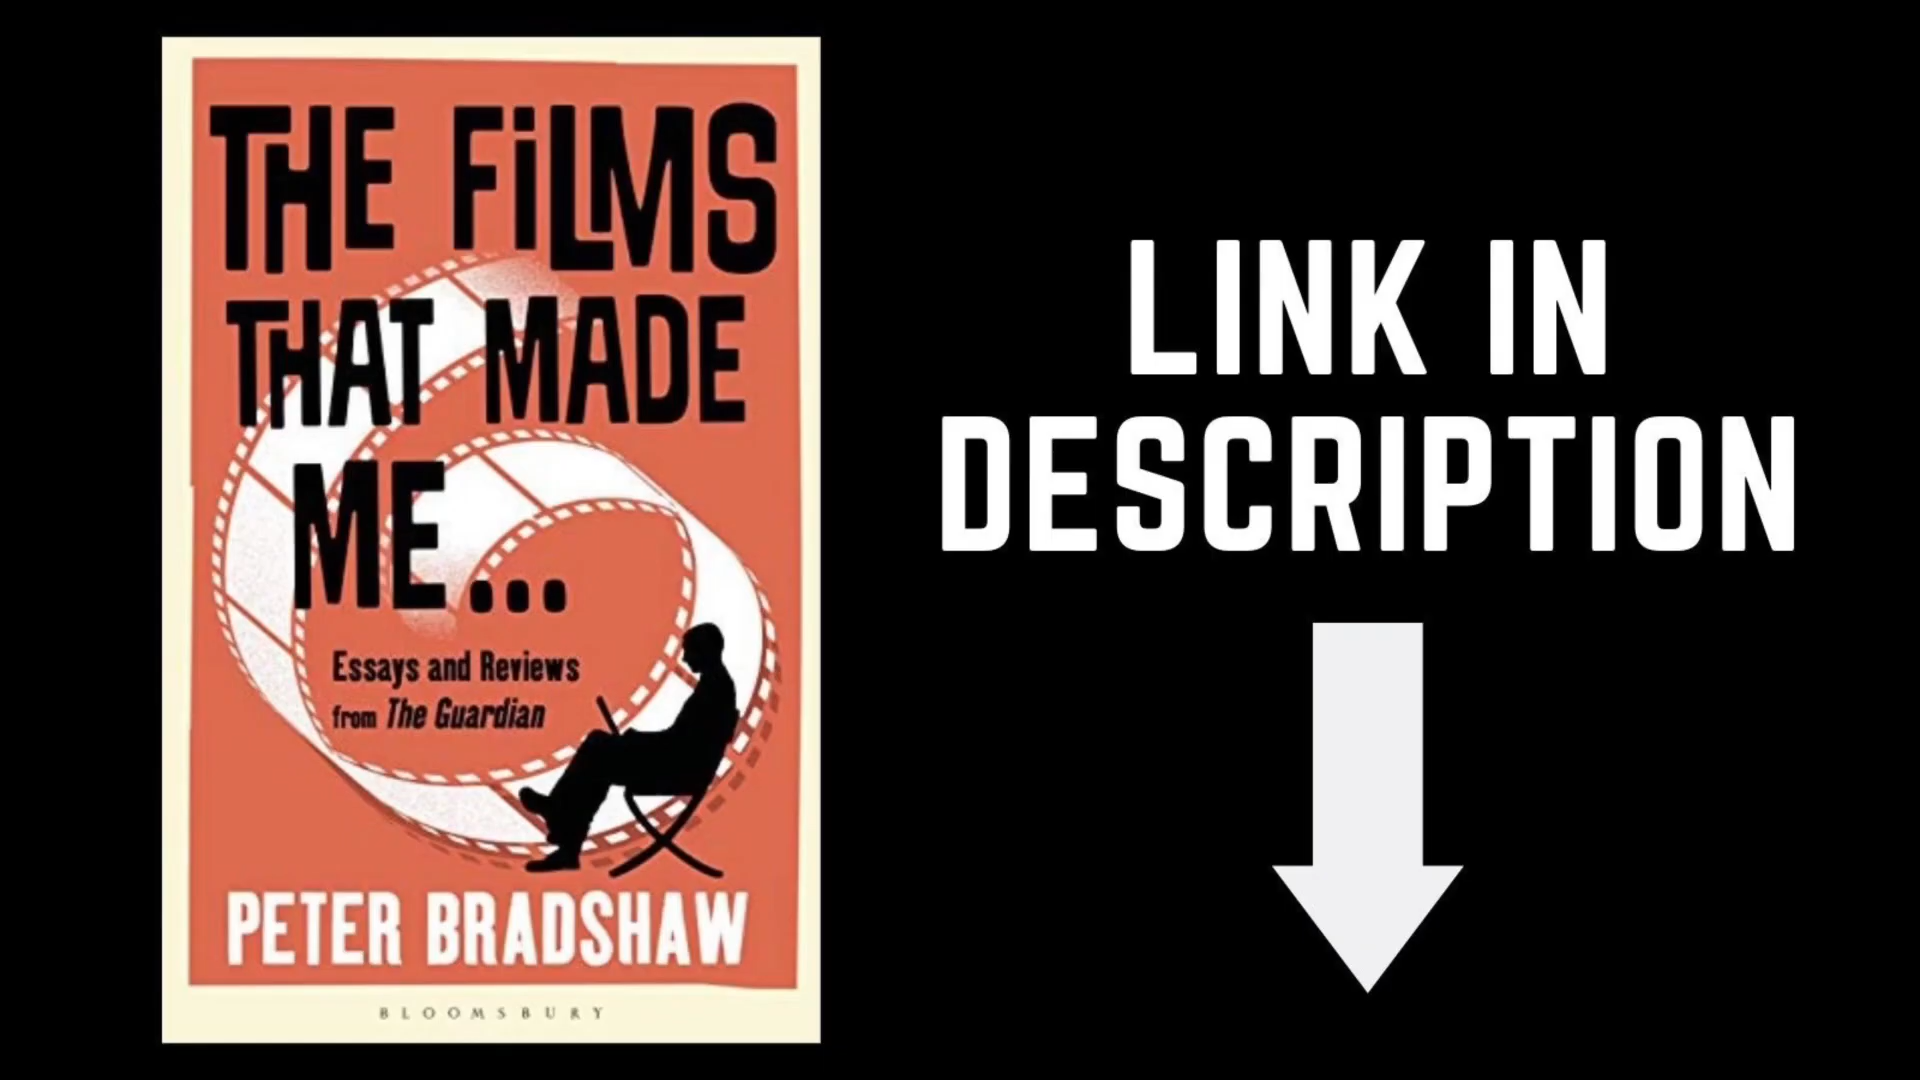 THE FiLMS
THAT MADE
ME...
Essays and Reviews
from The Guardian
PETER BRADSHAW
BLOOMSBURY
LINK IN
DESCRIPTION